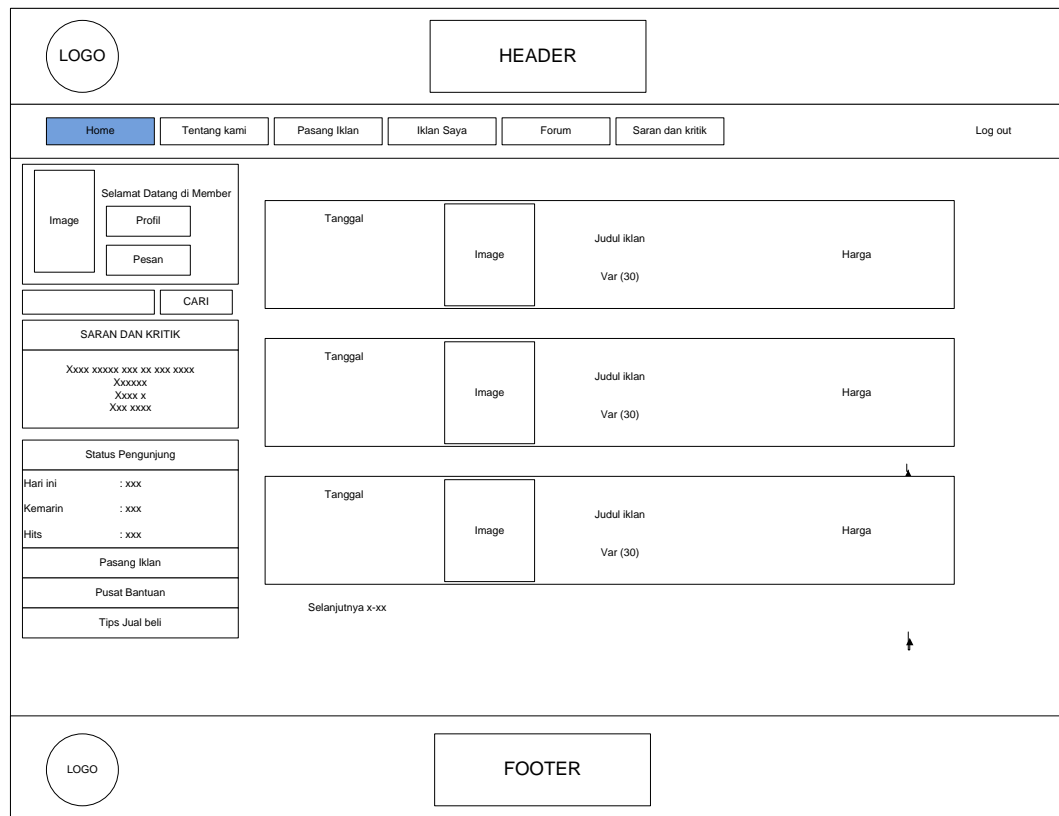 LOGO
HEADER
Home
Tentang kami
Pasang Iklan
Iklan Saya
Forum
Saran dan kritik
Log out
Image
Selamat Datang di Member
Profil
Pesan
CARI
SARAN DAN KRITIK
Xxxx xxxxx xxx xx xxx xxxx
Xxxxxx
Xxxx x
Xxx xxxx
Status Pengunjung
Hari ini : xxx
Kemarin : xxx
Hits : xxx
Pasang Iklan
Pusat Bantuan
Tips Jual beli
Tanggal
Image
Judul iklan
Var (30)
Harga
Tanggal
Image
Judul iklan
Var (30)
Harga
Tanggal
Image
Judul iklan
Var (30)
Harga
Selanjutnya x-xx
LOGO
FOOTER